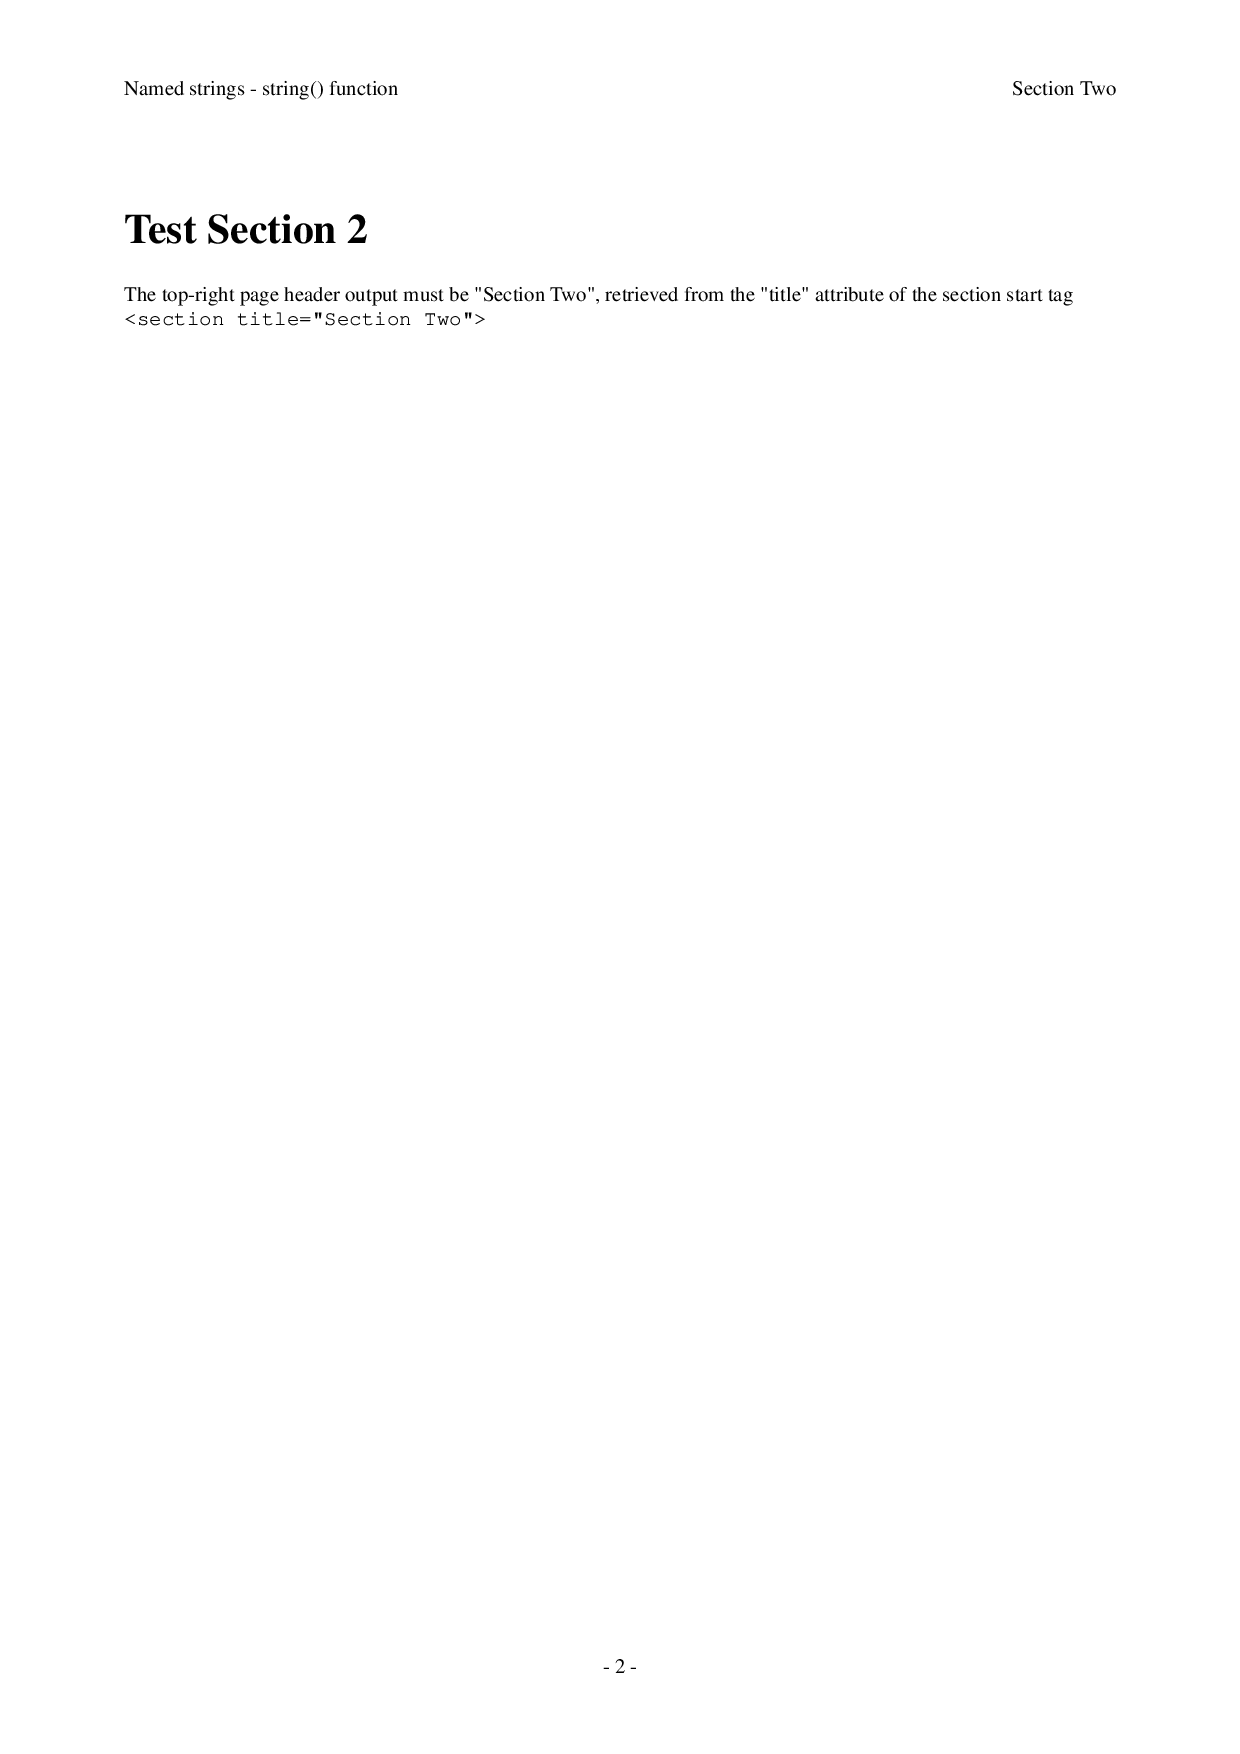 Named strings - string() function
Section Two
Test Section 2
The top-right page header output must be "Section Two", retrieved from the "title" attribute of the section start tag
<section title="Section Two">
- 2 -